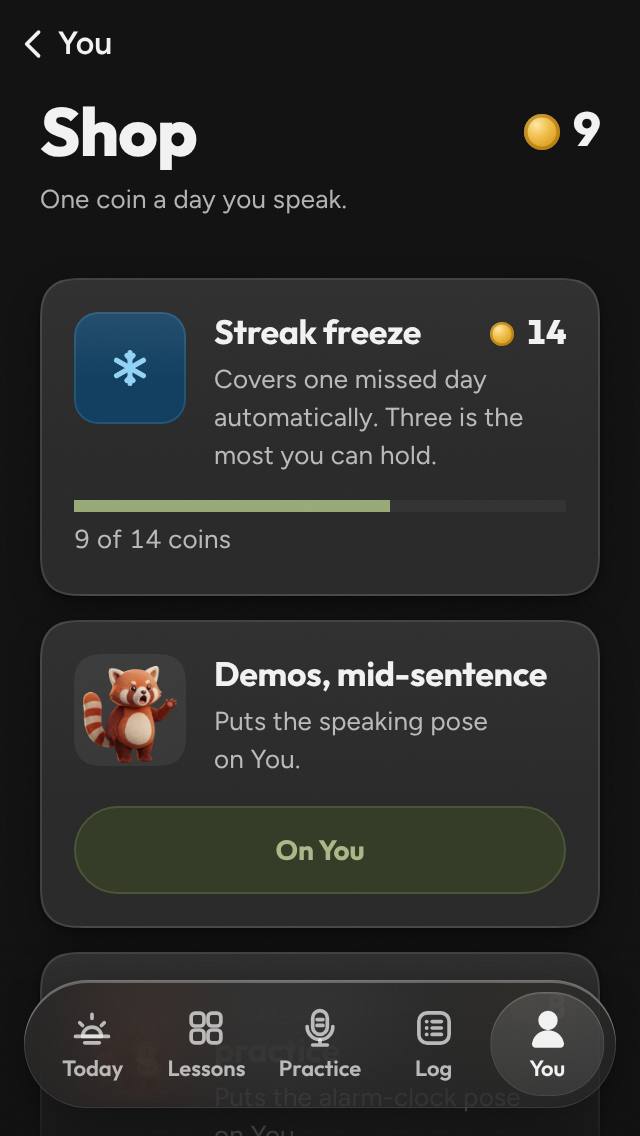 You
Shop
9
One coin a day you speak.
Streak freeze
14
Covers one missed day
automatically. Three is the
most you can hold.
9 of 14 coins
Demos, mid-sentence
Puts the speaking pose
on You.
On You
practice
Puts the alarm-clock pose
on You.
Today
Lessons
Practice
Log
You